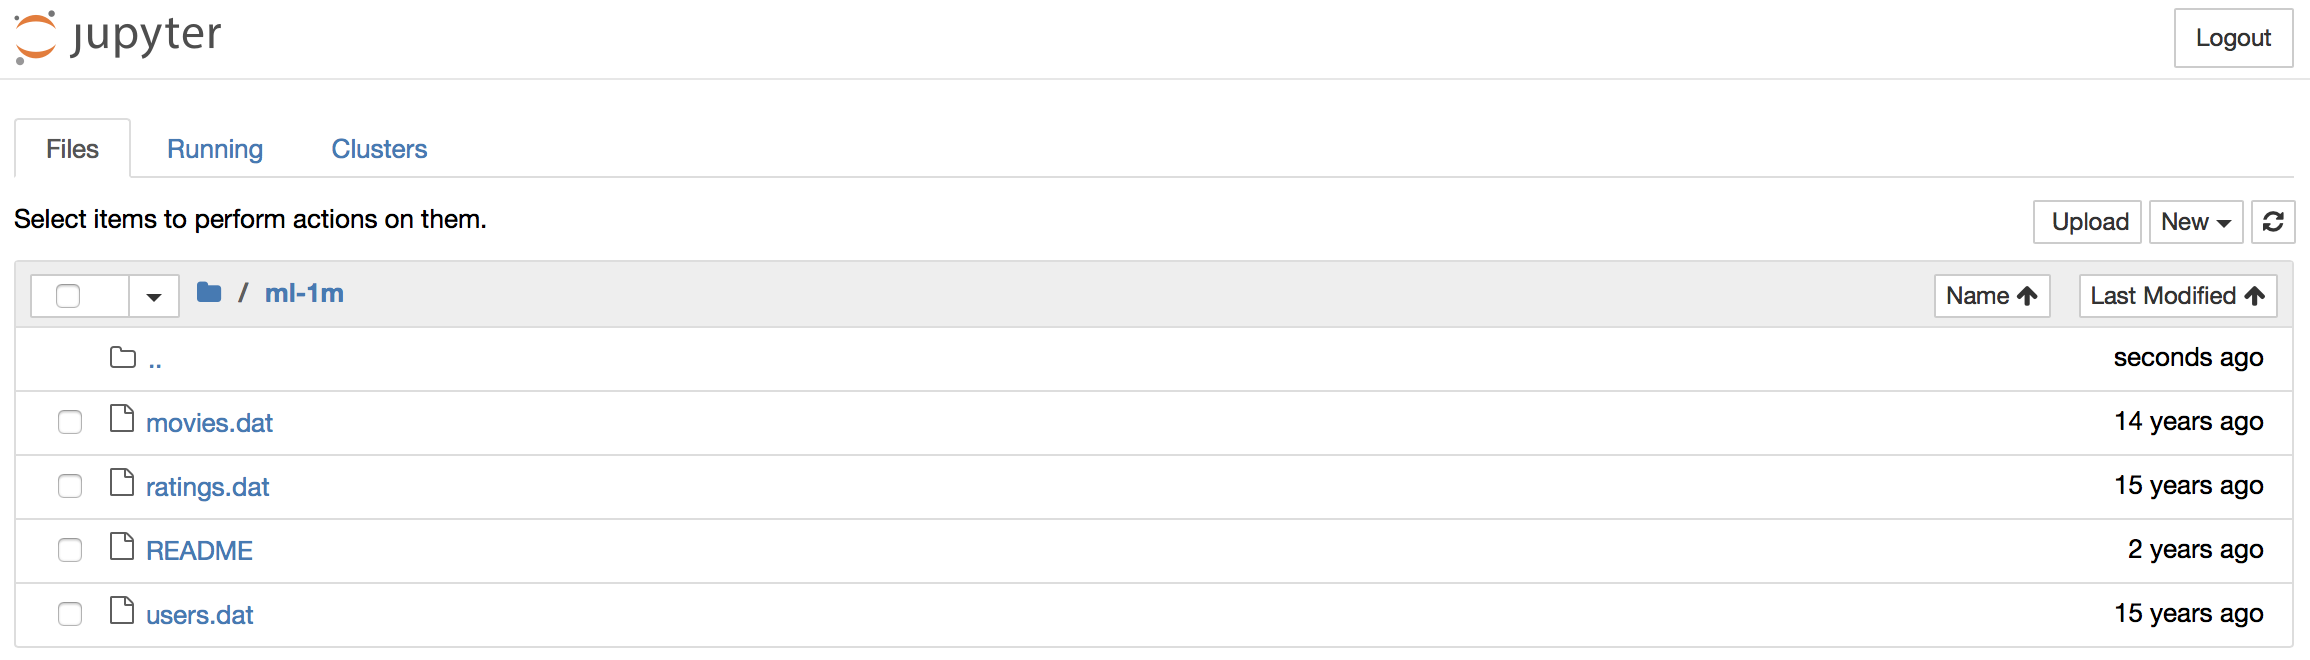 jupyter Logout
Files Running Clusters
Select items to perform actions on them. Upload New
/ ml-1m Name Last Modified
.. seconds ago
movies.dat 14 years ago
ratings.dat 15 years ago
README 2 years ago
users.dat 15 years ago